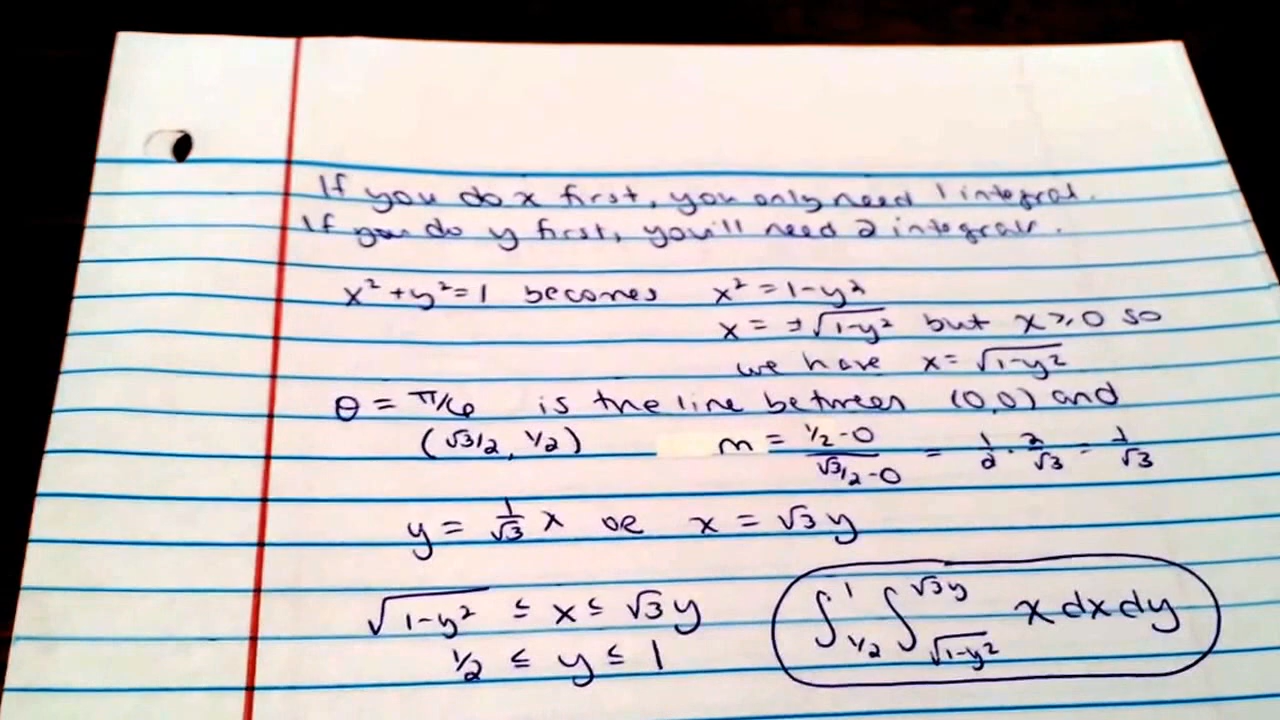 If you do x first, you only need 1 integral.
If you do y first, you'll need 2 integrals.
x² + y² = 1 becomes x² = 1-y²
x = ±√(1-y²) but x ≥ 0 so
we have x = √(1-y²)
θ = π/6 is the line between (0,0) and
(√3/2, 1/2) m = (1/2 - 0)/(√3/2 - 0) = 1/2 · 2/√3 = 1/√3
y = 1/√3 x or x = √3 y
√(1-y²) ≤ x ≤ √3 y
1/2 ≤ y ≤ 1
∫_{1/2}^{1} ∫_{√(1-y²)}^{√3y} x dx dy